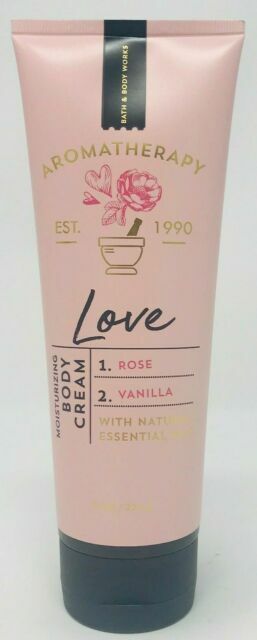 BATH & BODY WORKS
AROMATHERAPY
EST. 1990
Love
MOISTURIZING
BODY
CREAM
1. ROSE
2. VANILLA
WITH NATURAL
ESSENTIAL